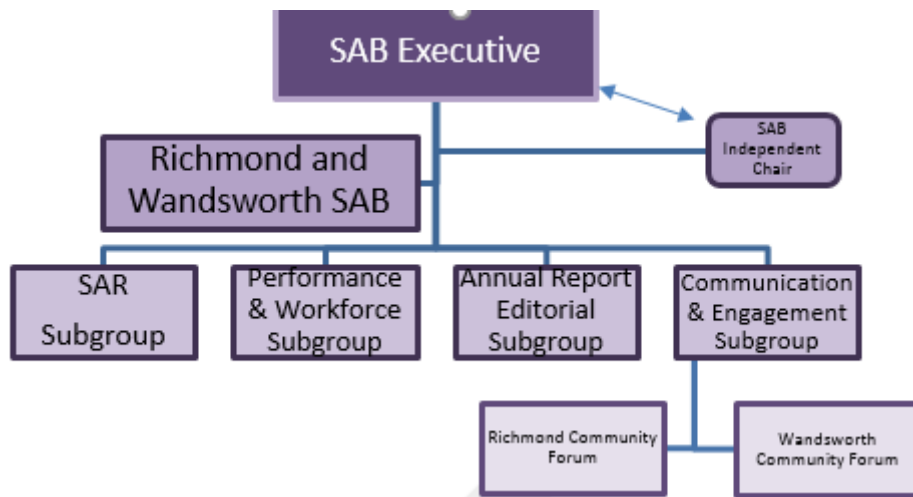 SAB Executive
SAB
Independent
Chair
Richmond and
Wandsworth SAB
SAR
Subgroup
Performance
& Workforce
Subgroup
Annual Report
Editorial
Subgroup
Communication
& Engagement
Subgroup
Richmond Community
Forum
Wandsworth
Community Forum